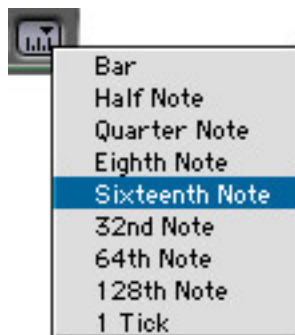 Bar
Half Note
Quarter Note
Eighth Note
Sixteenth Note
32nd Note
64th Note
128th Note
1 Tick